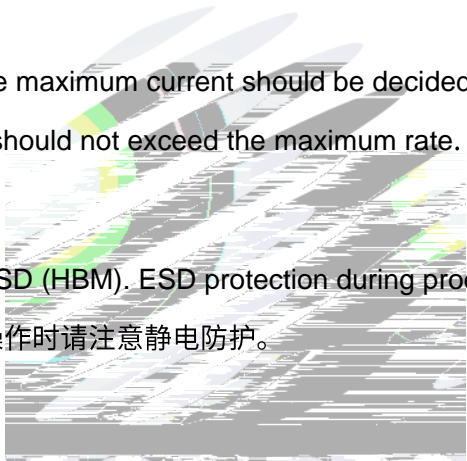 e maximum current should be decided
should not exceed the maximum rate.
SD (HBM). ESD protection during proc
操作时请注意静电防护。